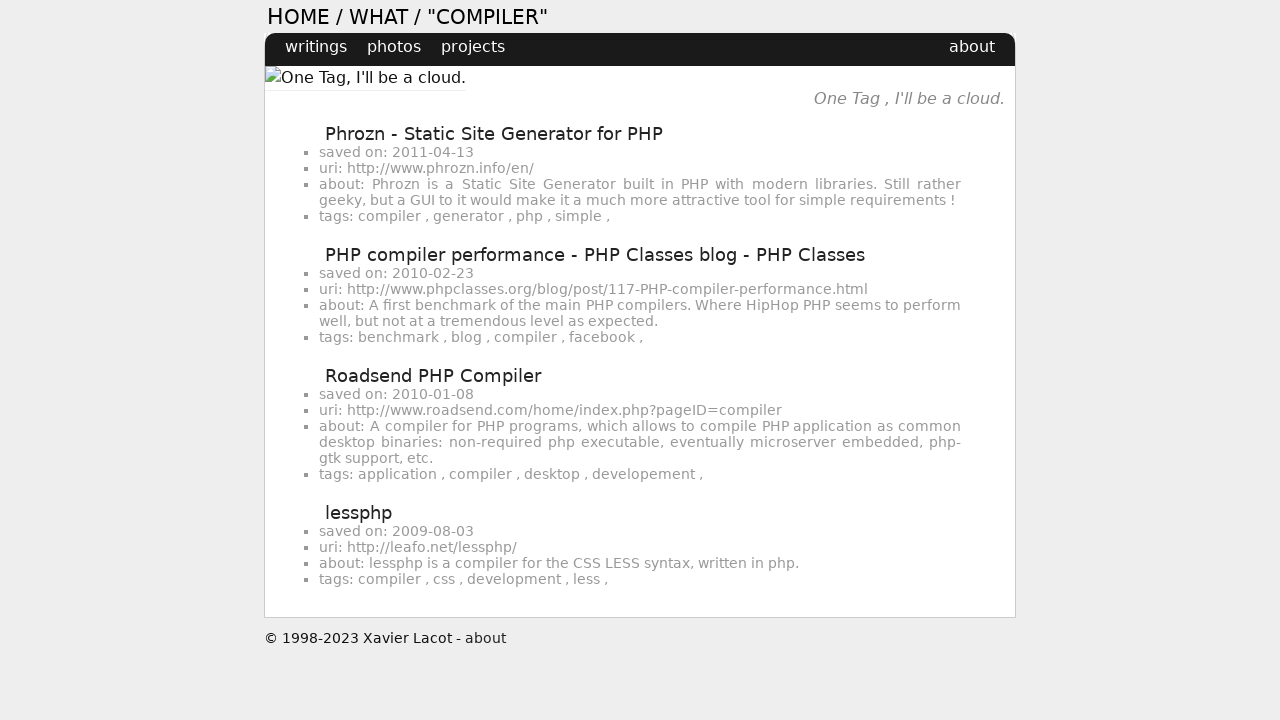 HOME / WHAT / "COMPILER"
writings photos projects about
One Tag, I'll be a cloud.
One Tag , I'll be a cloud.
Phrozn - Static Site Generator for PHP
saved on: 2011-04-13
uri: http://www.phrozn.info/en/
about: Phrozn is a Static Site Generator built in PHP with modern libraries. Still rather
geeky, but a GUI to it would make it a much more attractive tool for simple requirements !
tags: compiler , generator , php , simple ,
PHP compiler performance - PHP Classes blog - PHP Classes
saved on: 2010-02-23
uri: http://www.phpclasses.org/blog/post/117-PHP-compiler-performance.html
about: A first benchmark of the main PHP compilers. Where HipHop PHP seems to perform
well, but not at a tremendous level as expected.
tags: benchmark , blog , compiler , facebook ,
Roadsend PHP Compiler
saved on: 2010-01-08
uri: http://www.roadsend.com/home/index.php?pageID=compiler
about: A compiler for PHP programs, which allows to compile PHP application as common
desktop binaries: non-required php executable, eventually microserver embedded, php-
gtk support, etc.
tags: application , compiler , desktop , developement ,
lessphp
saved on: 2009-08-03
uri: http://leafo.net/lessphp/
about: lessphp is a compiler for the CSS LESS syntax, written in php.
tags: compiler , css , development , less ,
© 1998-2023 Xavier Lacot - about